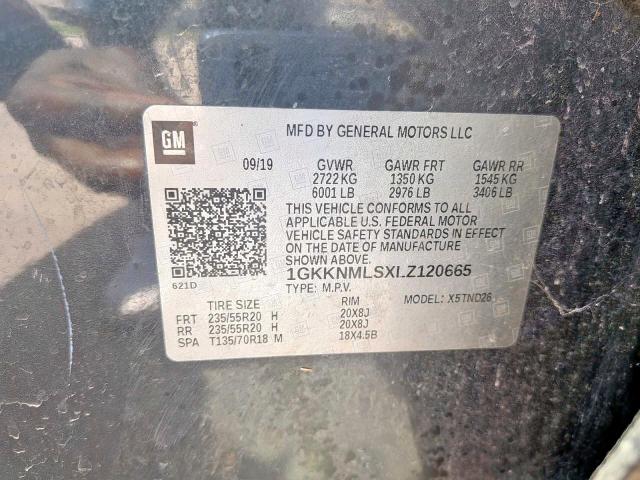 GM
MFD BY GENERAL MOTORS LLC
09/19 GVWR GAWR FRT GAWR RR
2722 KG 1350 KG 1545 KG
6001 LB 2976 LB 3406 LB
THIS VEHICLE CONFORMS TO ALL
APPLICABLE U.S. FEDERAL MOTOR
VEHICLE SAFETY STANDARDS IN EFFECT
ON THE DATE OF MANUFACTURE
SHOWN ABOVE.
621D
1GKKNMLSXLZ120665
TYPE: M.P.V. MODEL: X5TND26
TIRE SIZE RIM
FRT 235/55R20 H 20X8J
RR 235/55R20 H 20X8J
SPA T135/70R18 M 18X4.5B